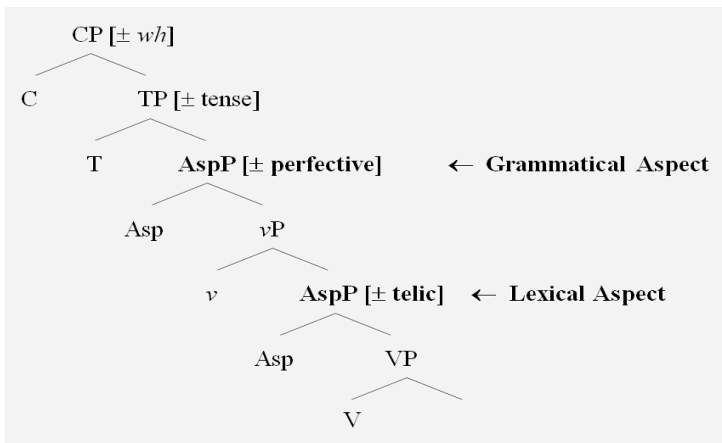 CP [± wh]
C TP [± tense]
T AspP [± perfective] ← Grammatical Aspect
Asp vP
v AspP [± telic] ← Lexical Aspect
Asp VP
V